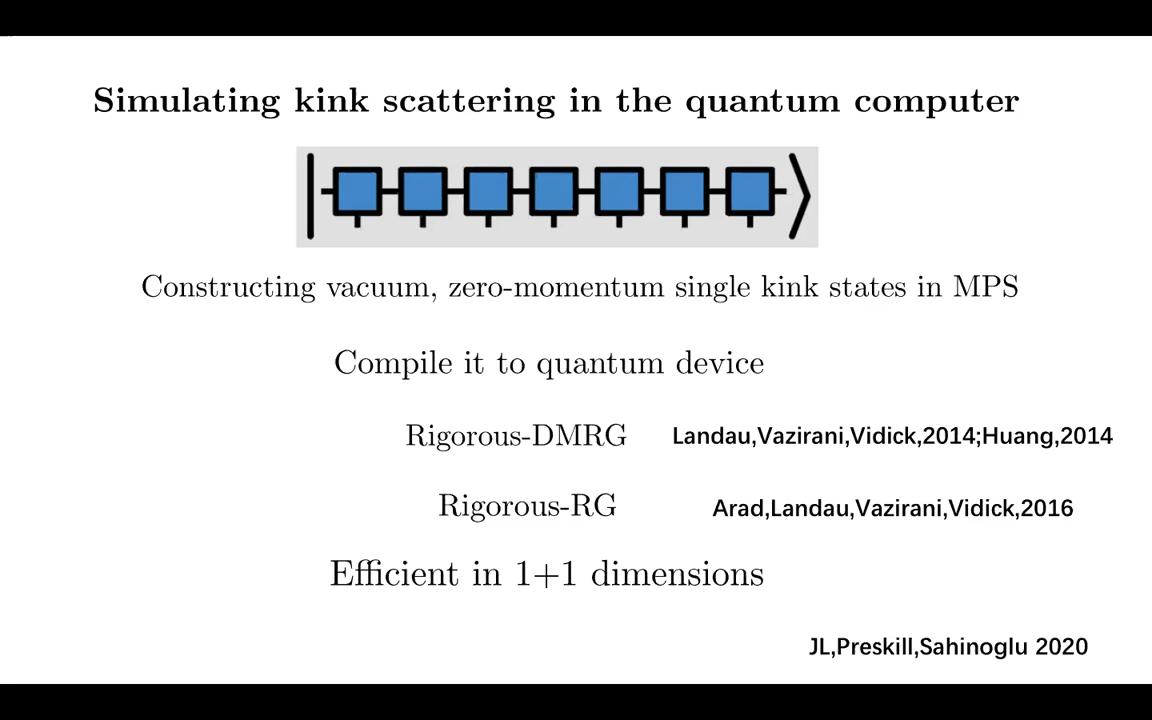 Simulating kink scattering in the quantum computer
Constructing vacuum, zero-momentum single kink states in MPS
Compile it to quantum device
Rigorous-DMRG Landau,Vazirani,Vidick,2014;Huang,2014
Rigorous-RG Arad,Landau,Vazirani,Vidick,2016
Efficient in 1+1 dimensions
JL,Preskill,Sahinoglu 2020